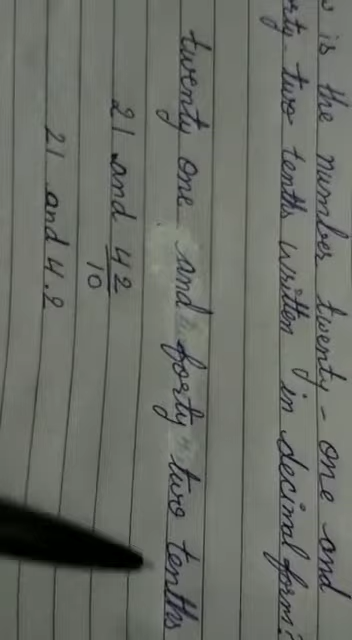 is the number twenty-one and
two tenths written in decimal form?
twenty one and forty two tenths
21 and 42/10
21 and 4.2